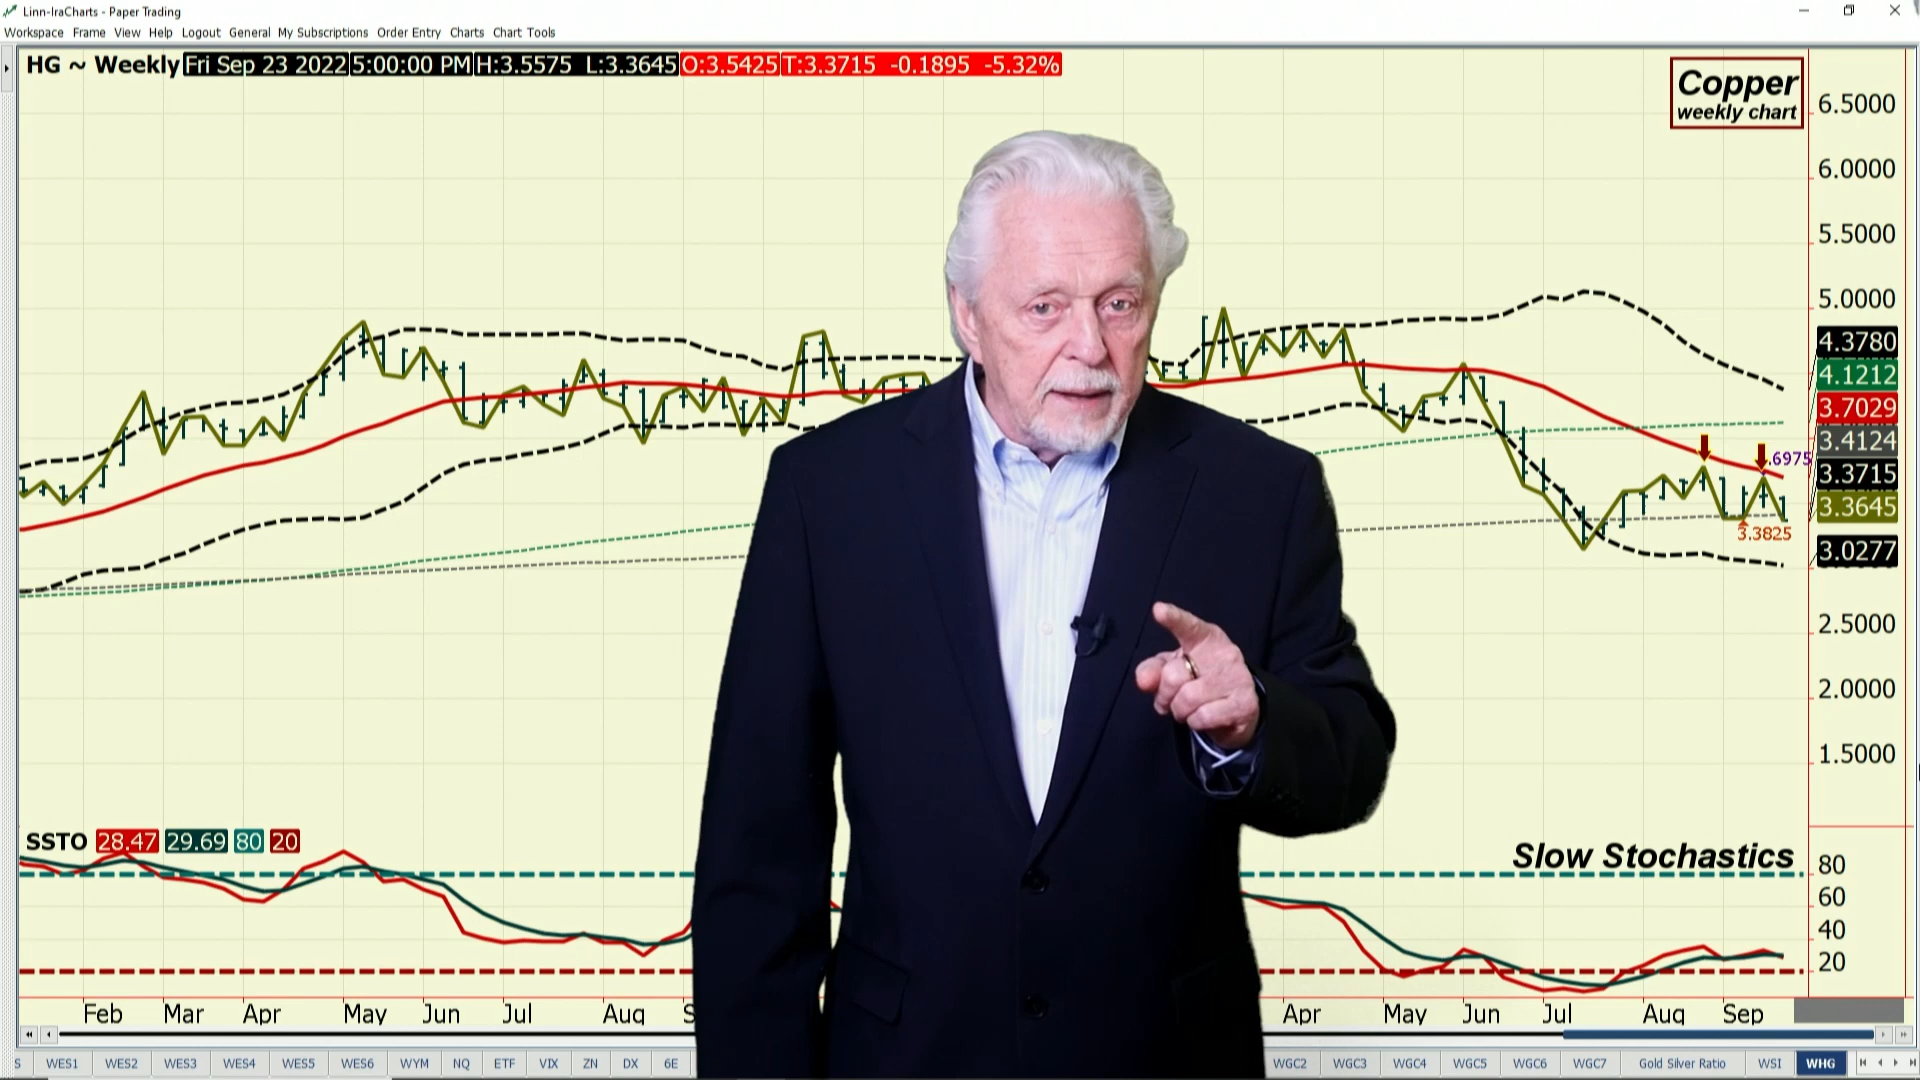 Linn-IraCharts - Paper Trading
Workspace Frame View Help Logout General My Subscriptions Order Entry Charts Chart Tools
HG ~ Weekly Fri Sep 23 2022 5:00:00 PM H:3.5575 L:3.3645 O:3.5425 T:3.3715 -0.1895 -5.32%
Copper
weekly chart
6.5000
6.0000
5.5000
5.0000
4.3780
4.1212
3.7029
3.4124
3.3715
3.3645
3.0277
2.5000
2.0000
1.5000
.6975
3.3825
SSTO 28.47 29.69 80 20
Slow Stochastics
80
60
40
20
Feb Mar Apr May Jun Jul Aug S Apr May Jun Jul Aug Sep
S WES1 WES2 WES3 WES4 WES5 WES6 WYM NQ ETF VIX ZN DX 6E WGC2 WGC3 WGC4 WGC5 WGC6 WGC7 Gold Silver Ratio WSI WHG